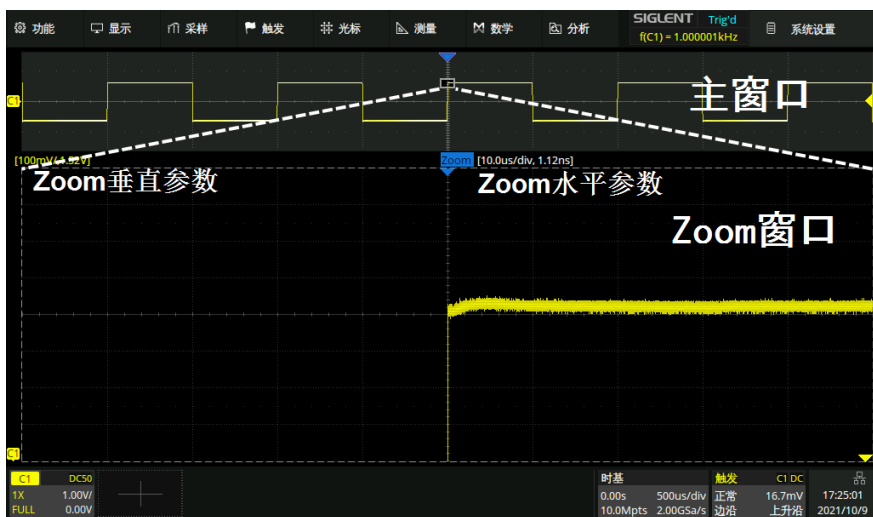 功能 显示 采样 触发 光标 测量 数学 分析 SIGLENT Trig'd 系统设置
f(C1) = 1.000001kHz
C1
主窗口
Zoom [10.0us/div, 1.12ns]
Zoom垂直参数 Zoom水平参数
Zoom窗口
C1
C1 DC50 时基 触发 C1 DC
1X 1.00V/ 0.00s 500us/div 正常 16.7mV 17:25:01
FULL 0.00V 10.0Mpts 2.00GSa/s 边沿 上升沿 2021/10/9